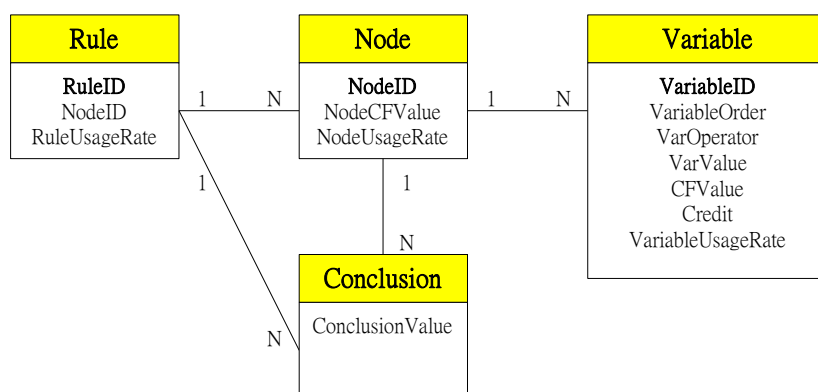 Rule
RuleID
NodeID
RuleUsageRate
1
N
Node
NodeID
NodeCFValue
NodeUsageRate
1
N
Variable
VariableID
VariableOrder
VarOperator
VarValue
CFValue
Credit
VariableUsageRate
1
1
N
N
Conclusion
ConclusionValue